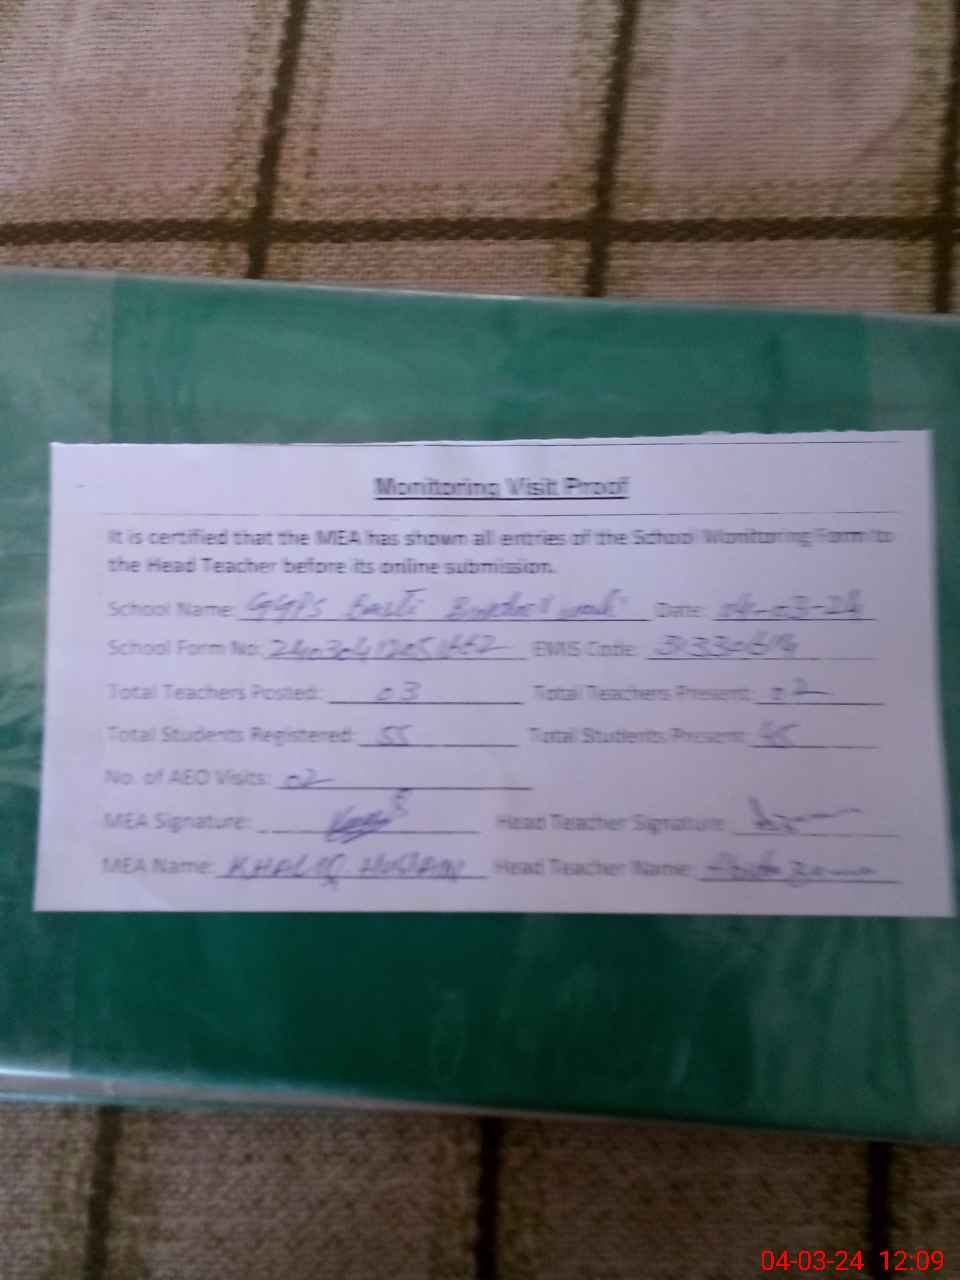 Monitoring Visit Proof
It is certified that the MEA has shown all entries of the School Monitoring Form to
the Head Teacher before its online submission.
School Name: GGPS Basti Date: 04-03-24
School Form No: EMIS Code:
Total Teachers Posted: 03 Total Teachers Present: 02
Total Students Registered: 55 Total Students Present: 45
No. of AEO Visits: 02
MEA Signature: Head Teacher Signature:
MEA Name: KHALIQ HUSSAIN Head Teacher Name:
04-03-24 12:09